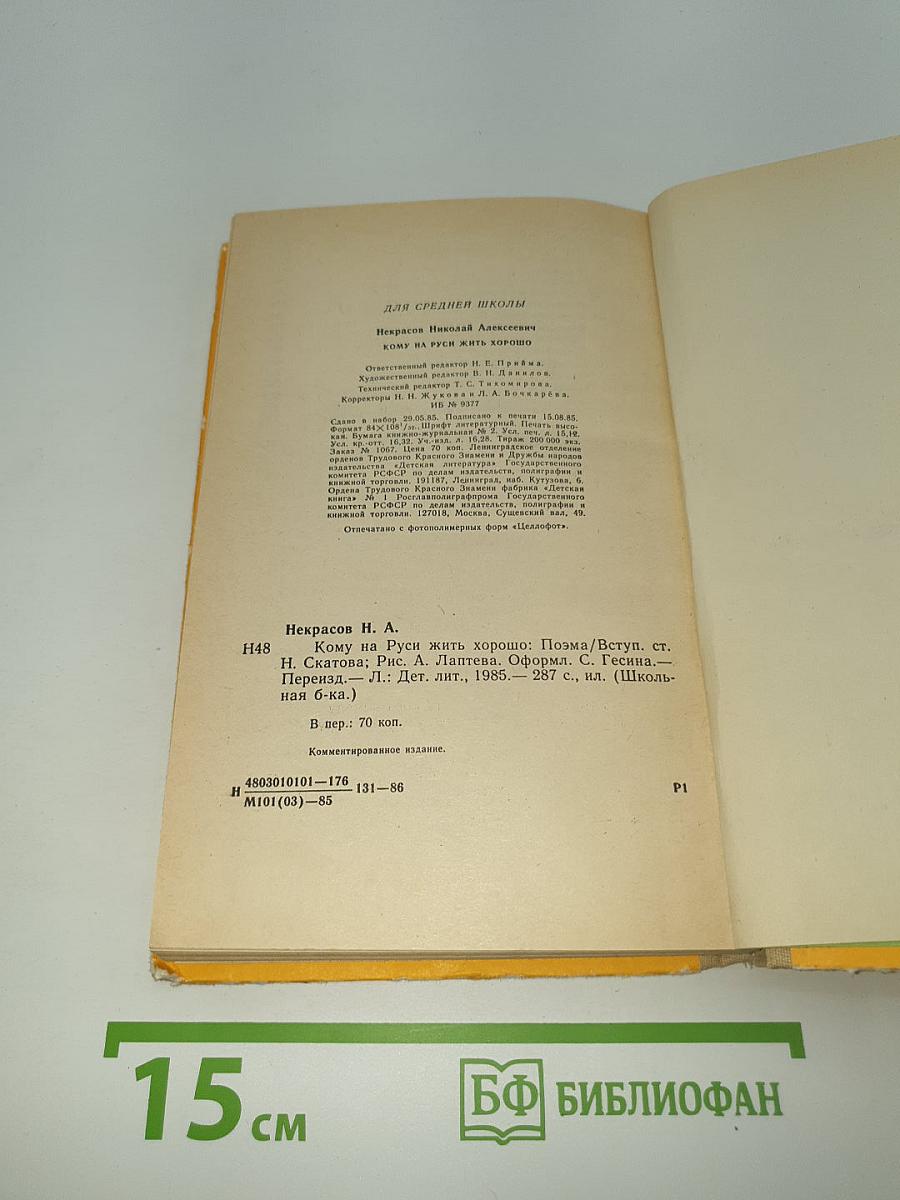 ДЛЯ СРЕДНЕЙ ШКОЛЫ
Некрасов Николай Алексеевич
КОМУ НА РУСИ ЖИТЬ ХОРОШО
Ответственный редактор Н. Е. Прийма.
Художественный редактор В. П. Данилов.
Технический редактор Т. С. Тихомирова.
Корректоры Н. Н. Жукова и Л. А. Бочкарёва.
ИБ № 9377
Сдано в набор 29.05.85. Подписано к печати 15.08.85.
Формат 84×108¹/₃₂. Шрифт литературный. Печать высо-
кая. Бумага книжно-журнальная № 2. Усл. печ. л. 15,12.
Усл. кр.-отт. 16,32. Уч.-изд. л. 16,28. Тираж 200 000 экз.
Заказ № 1067. Цена 70 коп. Ленинградское отделение
орденов Трудового Красного Знамени и Дружбы народов
издательства «Детская литература» Государственного
комитета РСФСР по делам издательств, полиграфии и
книжной торговли. 191187, Ленинград, наб. Кутузова, 6.
Ордена Трудового Красного Знамени фабрика «Детская
книга» № 1 Росглавполиграфпрома Государственного
комитета РСФСР по делам издательств, полиграфии и
книжной торговли. 127018, Москва, Сущевский вал, 49.
Отпечатано с фотополимерных форм «Целлофот».
Некрасов Н. А.
Н48 Кому на Руси жить хорошо: Поэма/Вступ. ст.
Н. Скатова; Рис. А. Лаптева. Оформл. С. Гесина.—
Переизд.— Л.: Дет. лит., 1985.— 287 с., ил. (Школь-
ная б-ка.)
В пер.: 70 коп.
Комментированное издание.
Н 4803010101—176
М101(03)—85 131—86 Р1
15 см
БФ БИБЛИОФАН